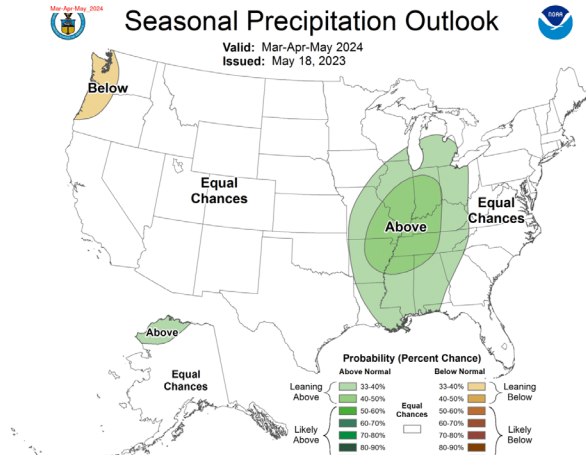 Mar-Apr-May_2024
Seasonal Precipitation Outlook
NOAA
Valid: Mar-Apr-May 2024
Issued: May 18, 2023
Below
Equal
Chances
Above
Equal
Chances
Above
Equal
Chances
Probability (Percent Chance)
Above Normal
Below Normal
Leaning
Above
33-40%
40-50%
Likely
Above
50-60%
60-70%
70-80%
80-90%
Equal
Chances
33-40%
40-50%
Leaning
Below
50-60%
60-70%
70-80%
80-90%
Likely
Below